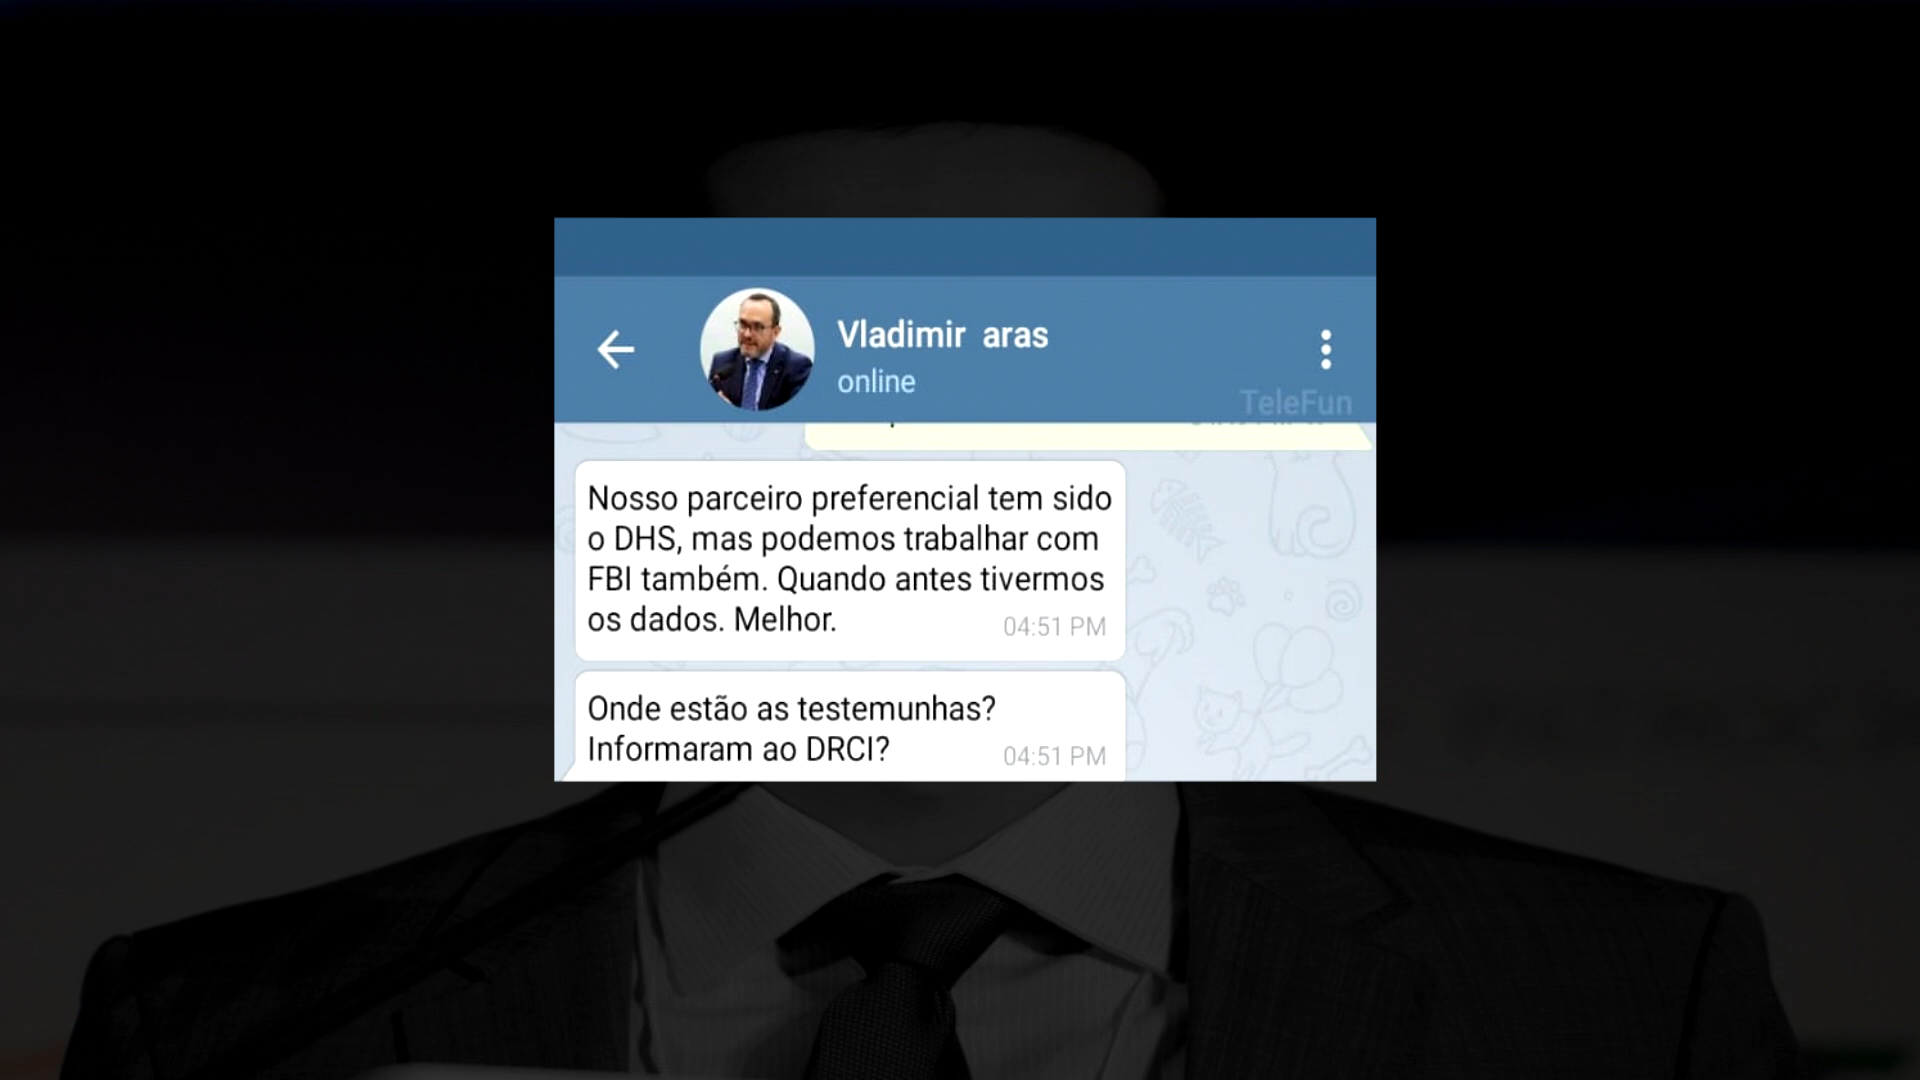 Vladimir aras
online
TeleFun
Nosso parceiro preferencial tem sido
o DHS, mas podemos trabalhar com
FBI também. Quando antes tivermos
os dados. Melhor.
04:51 PM
Onde estão as testemunhas?
Informaram ao DRCI?
04:51 PM